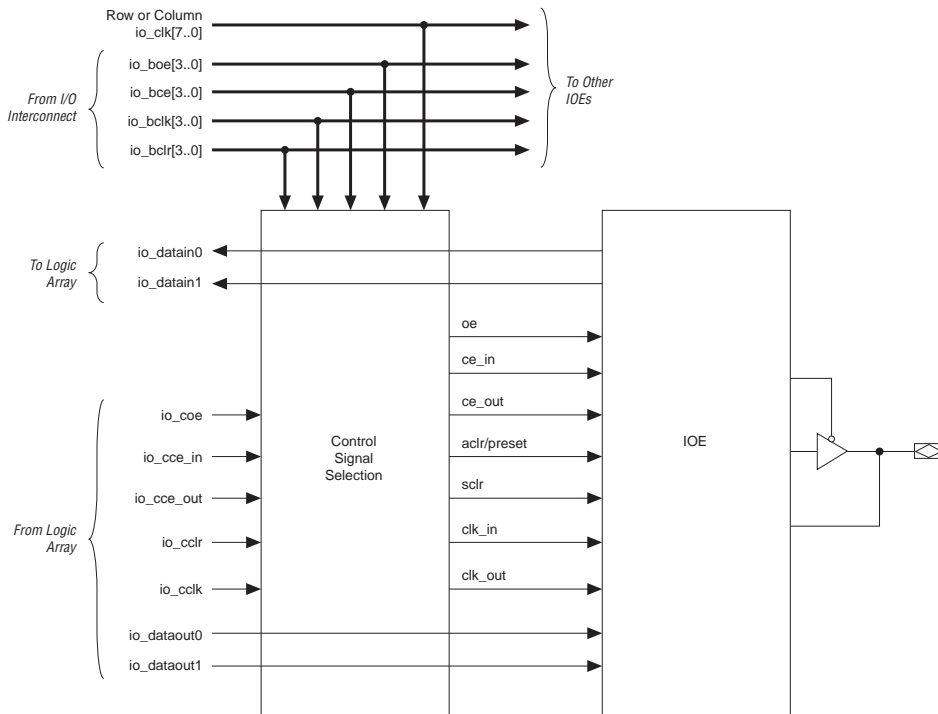 Row or Column
io_clk[7..0]
io_boe[3..0]
io_bce[3..0]
io_bclk[3..0]
io_bclr[3..0]
From I/O
Interconnect
To Other
IOEs
io_datain0
io_datain1
To Logic
Array
oe
ce_in
ce_out
aclr/preset
sclr
clk_in
clk_out
io_coe
io_cce_in
io_cce_out
io_cclr
io_cclk
io_dataout0
io_dataout1
From Logic
Array
Control
Signal
Selection
IOE